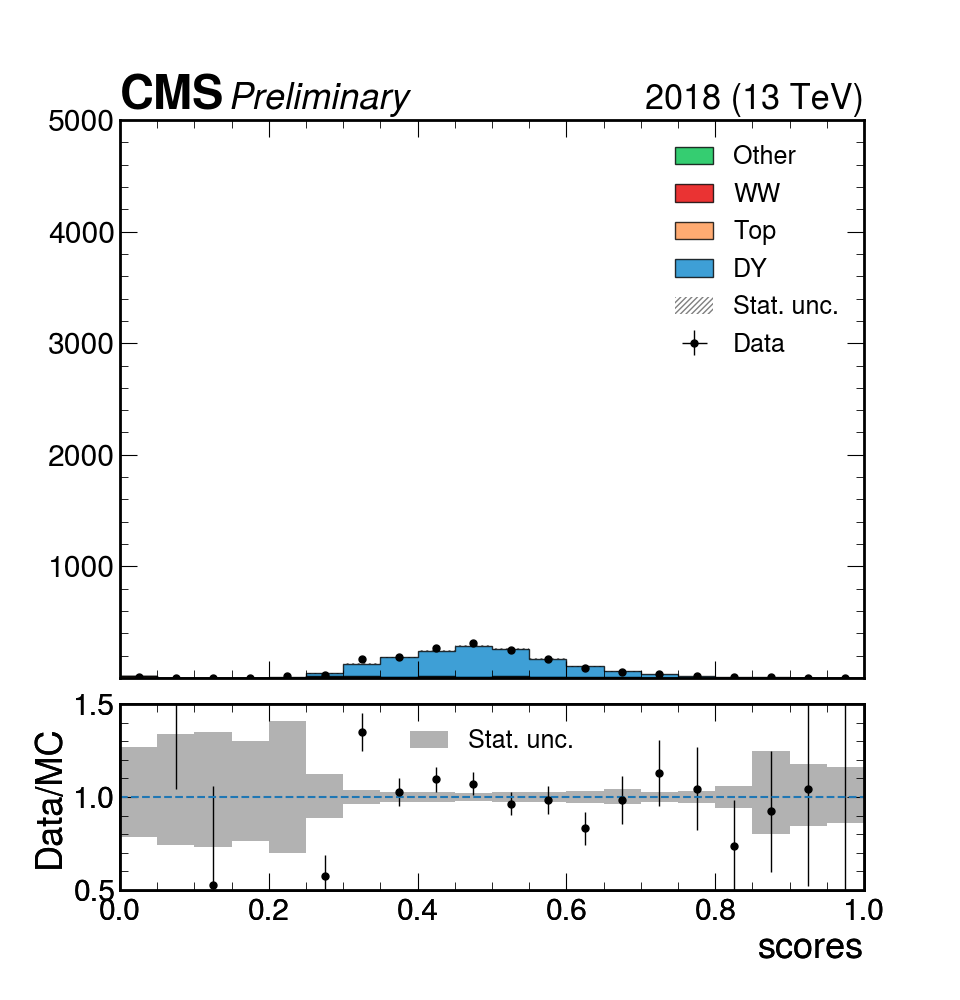 CMS Preliminary 2018 (13 TeV)
5000
4000
3000
2000
1000
Other
WW
Top
DY
Stat. unc.
Data
1.5
1.0
0.5
Data/MC
Stat. unc.
0.0 0.2 0.4 0.6 0.8 1.0
scores